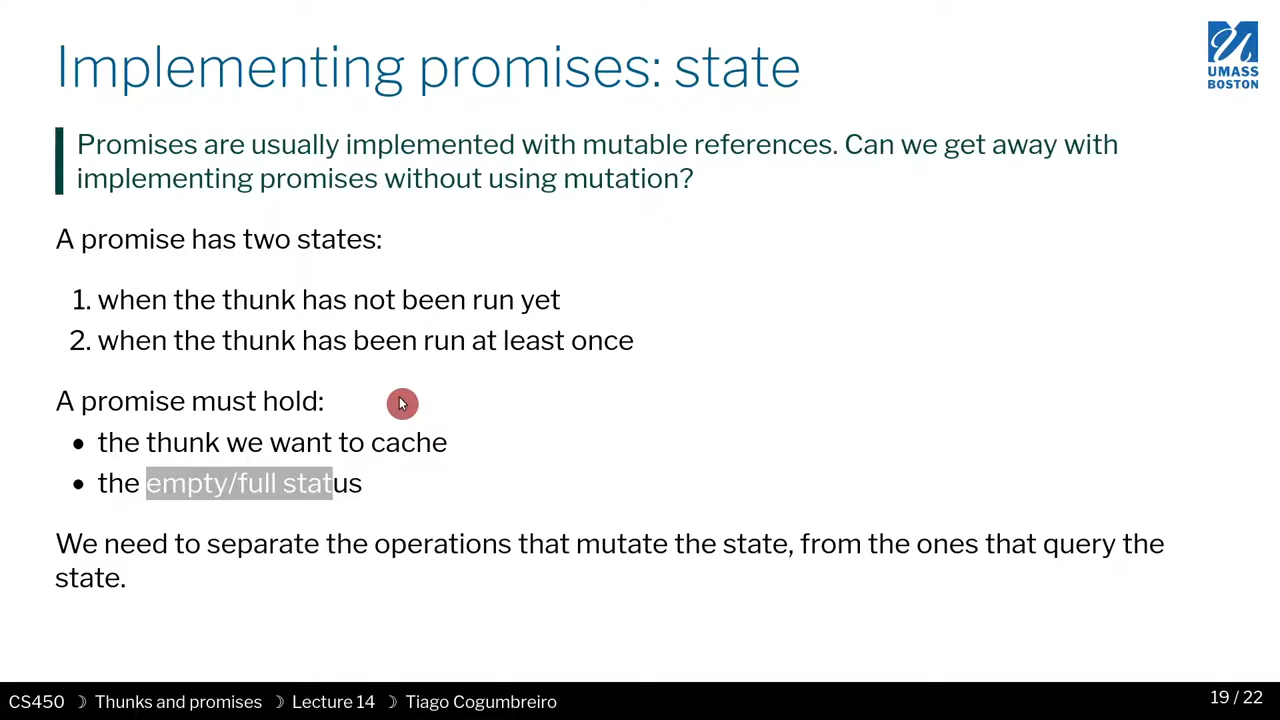 Implementing promises: state
UMASS
BOSTON
Promises are usually implemented with mutable references. Can we get away with
implementing promises without using mutation?
A promise has two states:
1. when the thunk has not been run yet
2. when the thunk has been run at least once
A promise must hold:
• the thunk we want to cache
• the empty/full status
We need to separate the operations that mutate the state, from the ones that query the
state.
CS450 ☽ Thunks and promises ☽ Lecture 14 ☽ Tiago Cogumbreiro
19 / 22